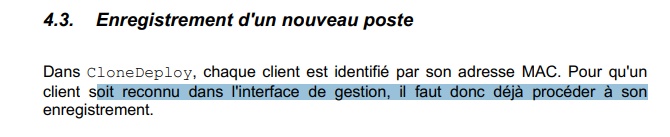 4.3. Enregistrement d'un nouveau poste
Dans CloneDeploy, chaque client est identifié par son adresse MAC. Pour qu'un
client soit reconnu dans l'interface de gestion, il faut donc déjà procéder à son
enregistrement.